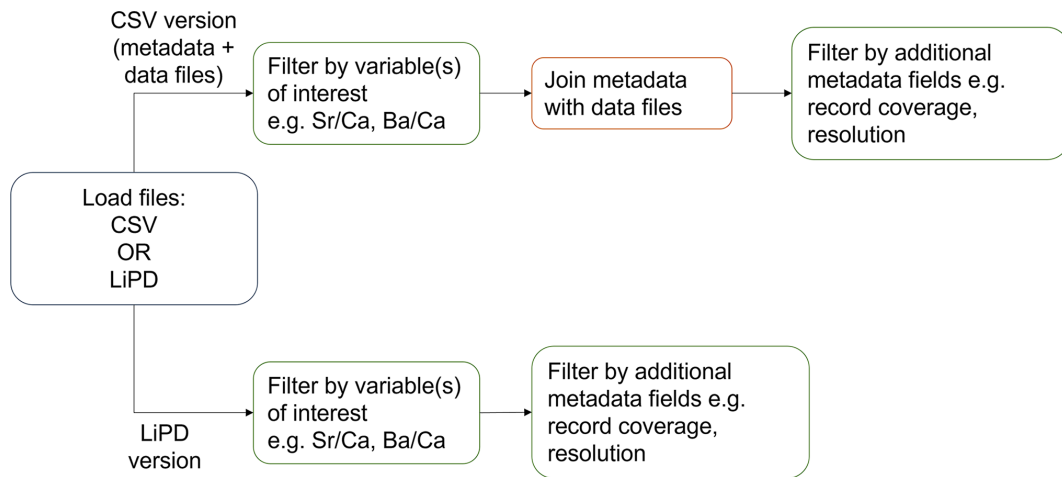 CSV version
(metadata +
data files)
Filter by variable(s)
of interest
e.g. Sr/Ca, Ba/Ca
Join metadata
with data files
Filter by additional
metadata fields e.g.
record coverage,
resolution
Load files:
CSV
OR
LiPD
LiPD
version
Filter by variable(s)
of interest
e.g. Sr/Ca, Ba/Ca
Filter by additional
metadata fields e.g.
record coverage,
resolution